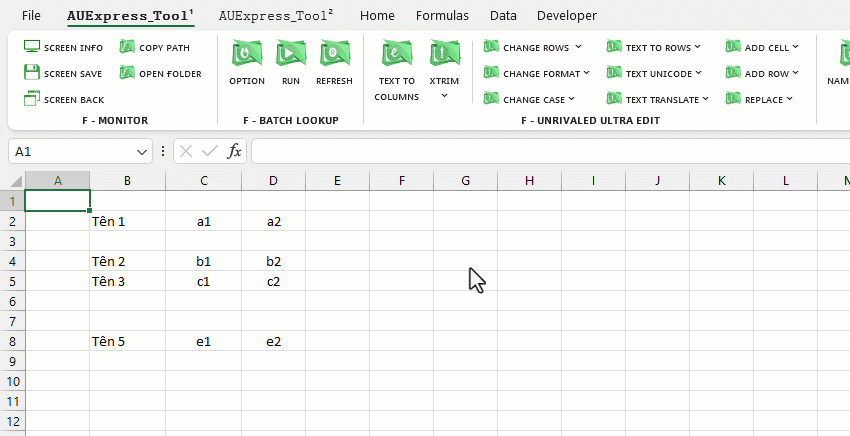 File AUExpress_Tool¹ AUExpress_Tool² Home Formulas Data Developer
SCREEN INFO COPY PATH CHANGE ROWS TEXT TO ROWS ADD CELL
SCREEN SAVE OPEN FOLDER OPTION RUN REFRESH TEXT TO COLUMNS XTRIM CHANGE FORMAT TEXT UNICODE ADD ROW
SCREEN BACK CHANGE CASE TEXT TRANSLATE REPLACE
F - MONITOR F - BATCH LOOKUP F - UNRIVALED ULTRA EDIT
A1 fx
A B C D E F G H I J K L
1
2 Tên 1 a1 a2
3
4 Tên 2 b1 b2
5 Tên 3 c1 c2
6
7
8 Tên 5 e1 e2
9
10
11
12